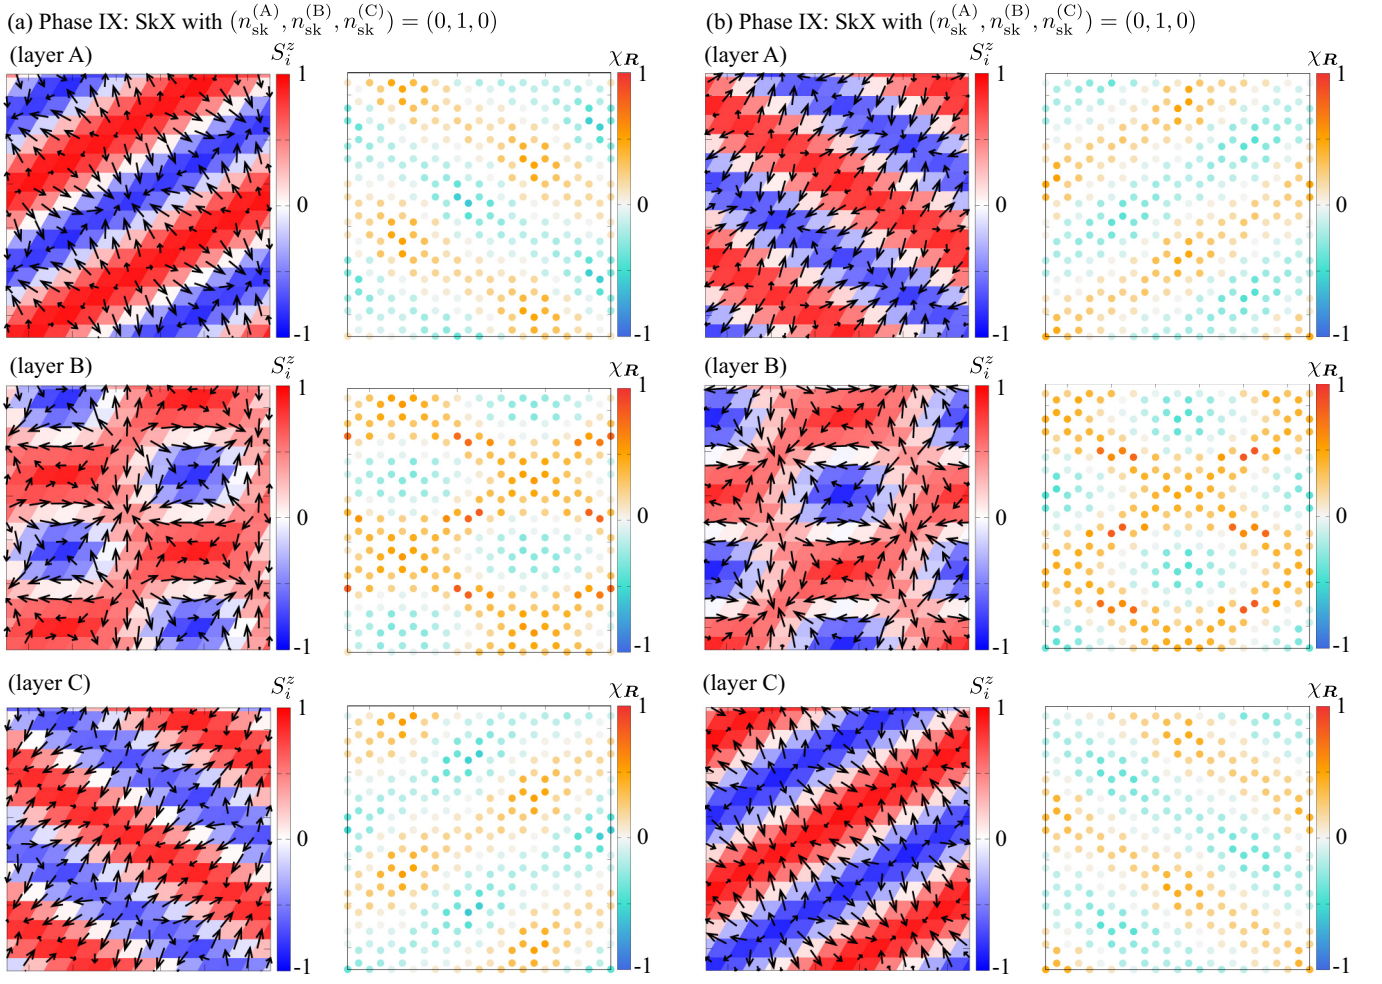 (a) Phase IX: SkX with (n_sk^(A), n_sk^(B), n_sk^(C)) = (0, 1, 0)
(layer A) S_i^z χ_R
1 1
0 0
-1 -1
(layer B) S_i^z χ_R
1 1
0 0
-1 -1
(layer C) S_i^z χ_R
1 1
0 0
-1 -1
(b) Phase IX: SkX with (n_sk^(A), n_sk^(B), n_sk^(C)) = (0, 1, 0)
(layer A) S_i^z χ_R
1 1
0 0
-1 -1
(layer B) S_i^z χ_R
1 1
0 0
-1 -1
(layer C) S_i^z χ_R
1 1
0 0
-1 -1